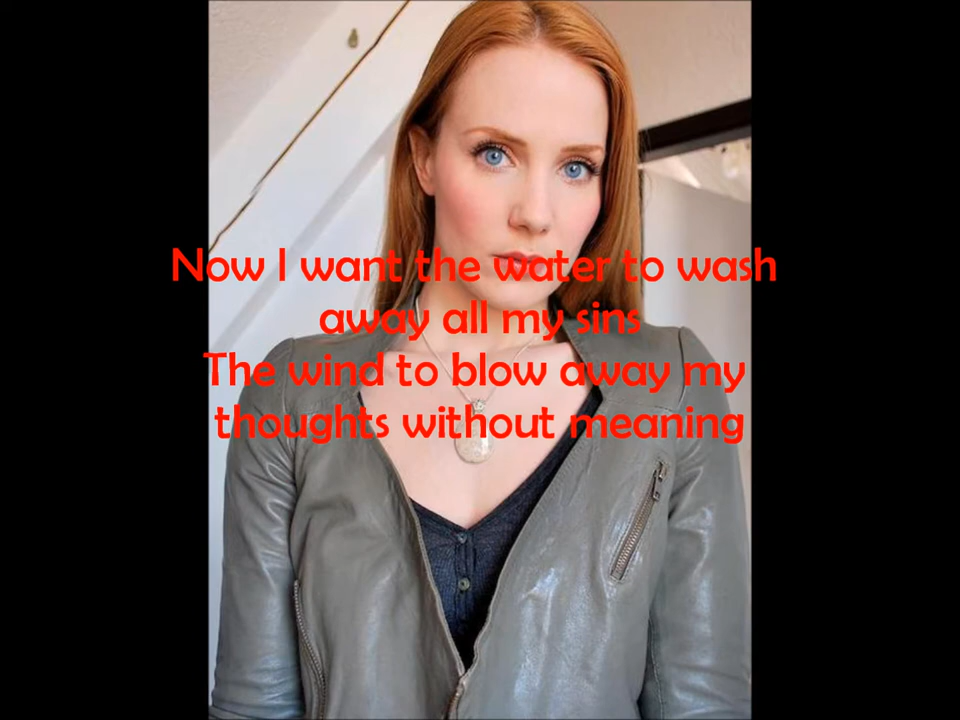 Now I want the water to wash
away all my sins
The wind to blow away my
thoughts without meaning